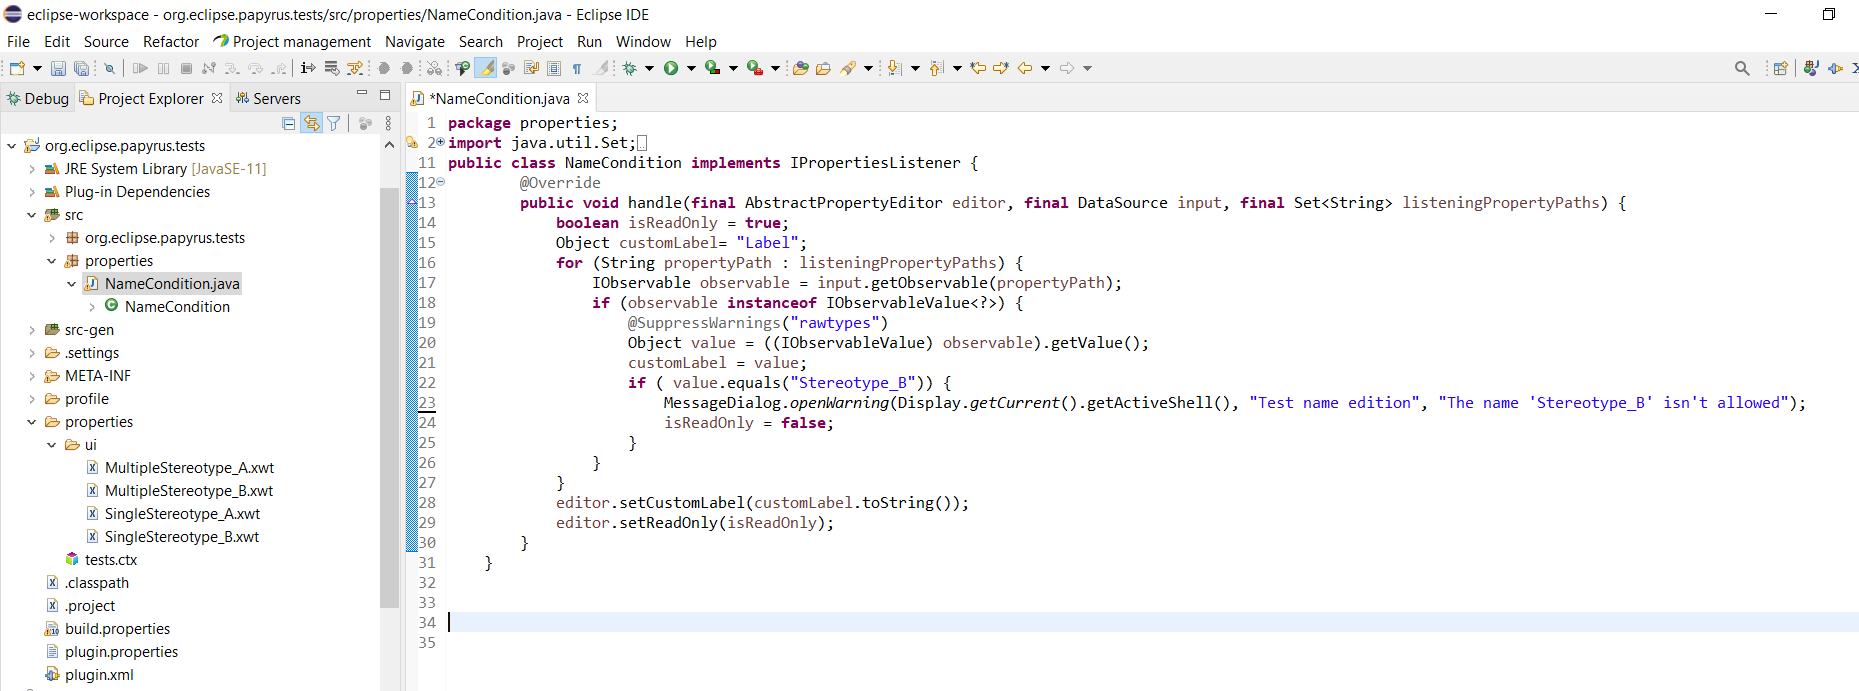 eclipse-workspace - org.eclipse.papyrus.tests/src/properties/NameCondition.java - Eclipse IDE
File Edit Source Refactor Project management Navigate Search Project Run Window Help
Debug Project Explorer Servers
org.eclipse.papyrus.tests
JRE System Library [JavaSE-11]
Plug-in Dependencies
src
org.eclipse.papyrus.tests
properties
NameCondition.java
NameCondition
src-gen
.settings
META-INF
profile
properties
ui
MultipleStereotype_A.xwt
MultipleStereotype_B.xwt
SingleStereotype_A.xwt
SingleStereotype_B.xwt
tests.ctx
.classpath
.project
build.properties
plugin.properties
plugin.xml
*NameCondition.java
1 package properties;
2 import java.util.Set;
11 public class NameCondition implements IPropertiesListener {
12 @Override
13 public void handle(final AbstractPropertyEditor editor, final DataSource input, final Set<String> listeningPropertyPaths) {
14 boolean isReadOnly = true;
15 Object customLabel= "Label";
16 for (String propertyPath : listeningPropertyPaths) {
17 IObservable observable = input.getObservable(propertyPath);
18 if (observable instanceof IObservableValue<?>) {
19 @SuppressWarnings("rawtypes")
20 Object value = ((IObservableValue) observable).getValue();
21 customLabel = value;
22 if ( value.equals("Stereotype_B")) {
23 MessageDialog.openWarning(Display.getCurrent().getActiveShell(), "Test name edition", "The name 'Stereotype_B' isn't allowed");
24 isReadOnly = false;
25 }
26 }
27 }
28 editor.setCustomLabel(customLabel.toString());
29 editor.setReadOnly(isReadOnly);
30 }
31 }
32
33
34
35